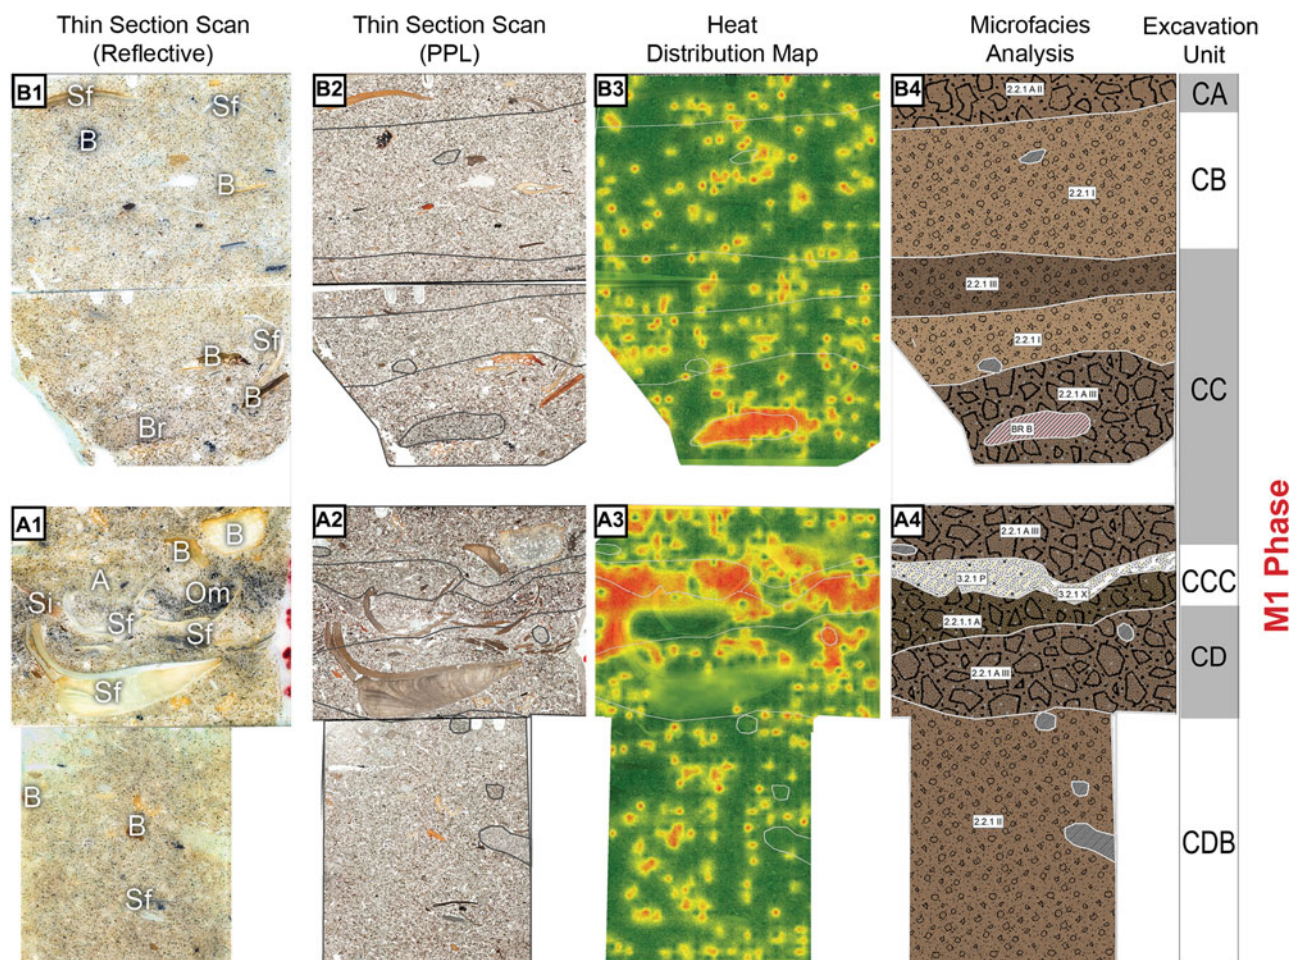 Thin Section Scan
(Reflective)
Thin Section Scan
(PPL)
Heat
Distribution Map
Microfacies
Analysis
Excavation
Unit
B1
Sf
Sf
B
B
Sf
B
B
Br
B2
B3
B4
2.2.1 A II
2.2.1 I
2.2.1 III
2.2.1 I
2.2.1 A III
BR B
CA
CB
CC
A1
B
B
A
Om
Si
Sf
Sf
Sf
B
B
Sf
A2
A3
A4
2.2.1 A III
3.2.1 P
3.2.1 X
2.2.1.1 A
2.2.1 A III
2.2.1 II
CCC
CD
CDB
M1 Phase